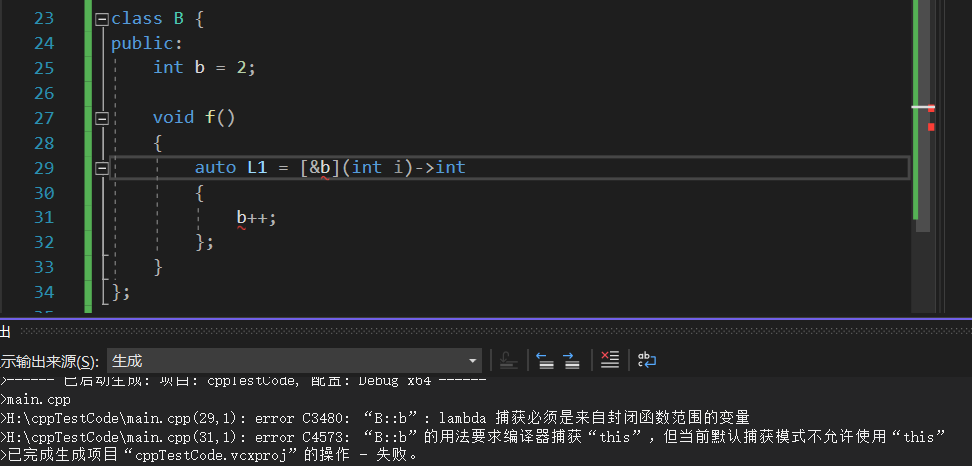 23 class B {
24 public:
25 int b = 2;
26
27 void f()
28 {
29 auto L1 = [&b](int i)->int
30 {
31 b++;
32 };
33 }
34 };
出
示输出来源(S): 生成
>------ 已启动生成: 项目: cppTestCode, 配置: Debug x64 ------
>main.cpp
>H:\cppTestCode\main.cpp(29,1): error C3480: “B::b”: lambda 捕获必须是来自封闭函数范围的变量
>H:\cppTestCode\main.cpp(31,1): error C4573: “B::b”的用法要求编译器捕获“this”，但当前默认捕获模式不允许使用“this”
>已完成生成项目“cppTestCode.vcxproj”的操作 - 失败。